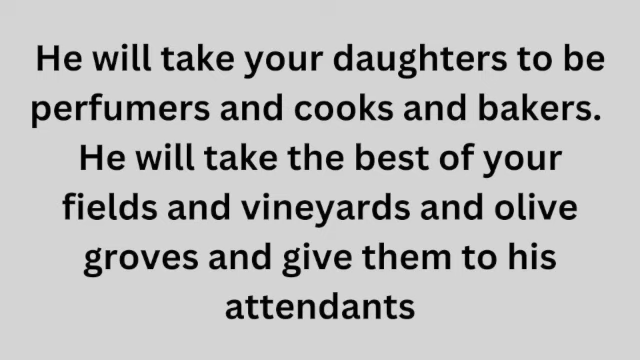 He will take your daughters to be
perfumers and cooks and bakers.
He will take the best of your
fields and vineyards and olive
groves and give them to his
attendants